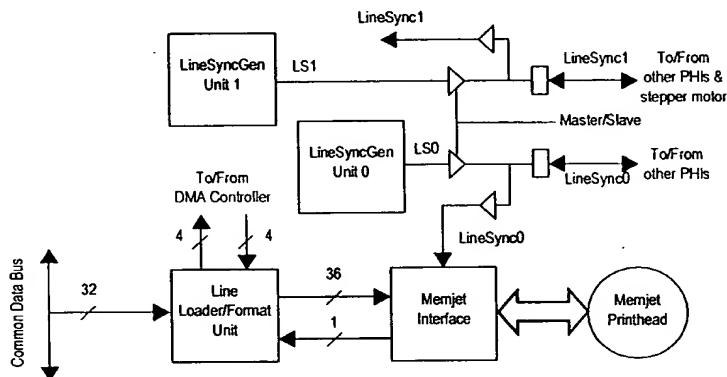 LineSync1
LineSyncGen
Unit 1
LS1
LineSync1
To/From
other PHIs &
stepper motor
Master/Slave
LineSyncGen
Unit 0
LS0
To/From
other PHIs
LineSync0
To/From
DMA Controller
4
4
LineSync0
Common Data Bus
32
Line
Loader/Format
Unit
36
1
Memjet
Interface
Memjet
Printhead